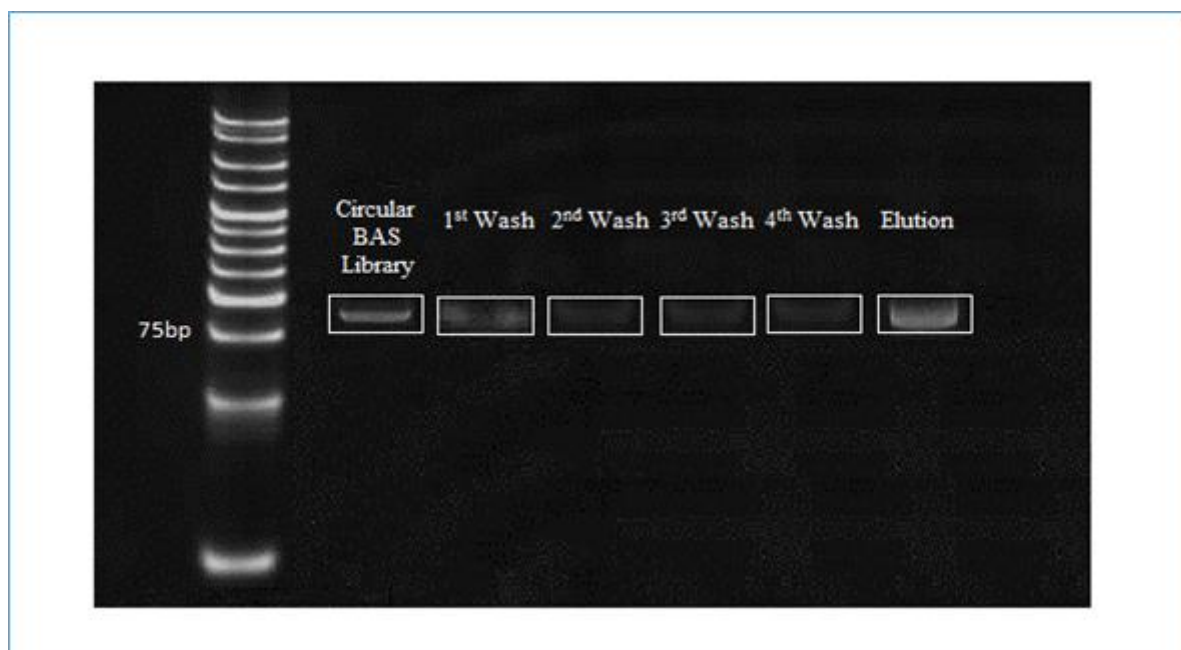 Circular
BAS
Library
1st Wash
2nd Wash
3rd Wash
4th Wash
Elution
75bp